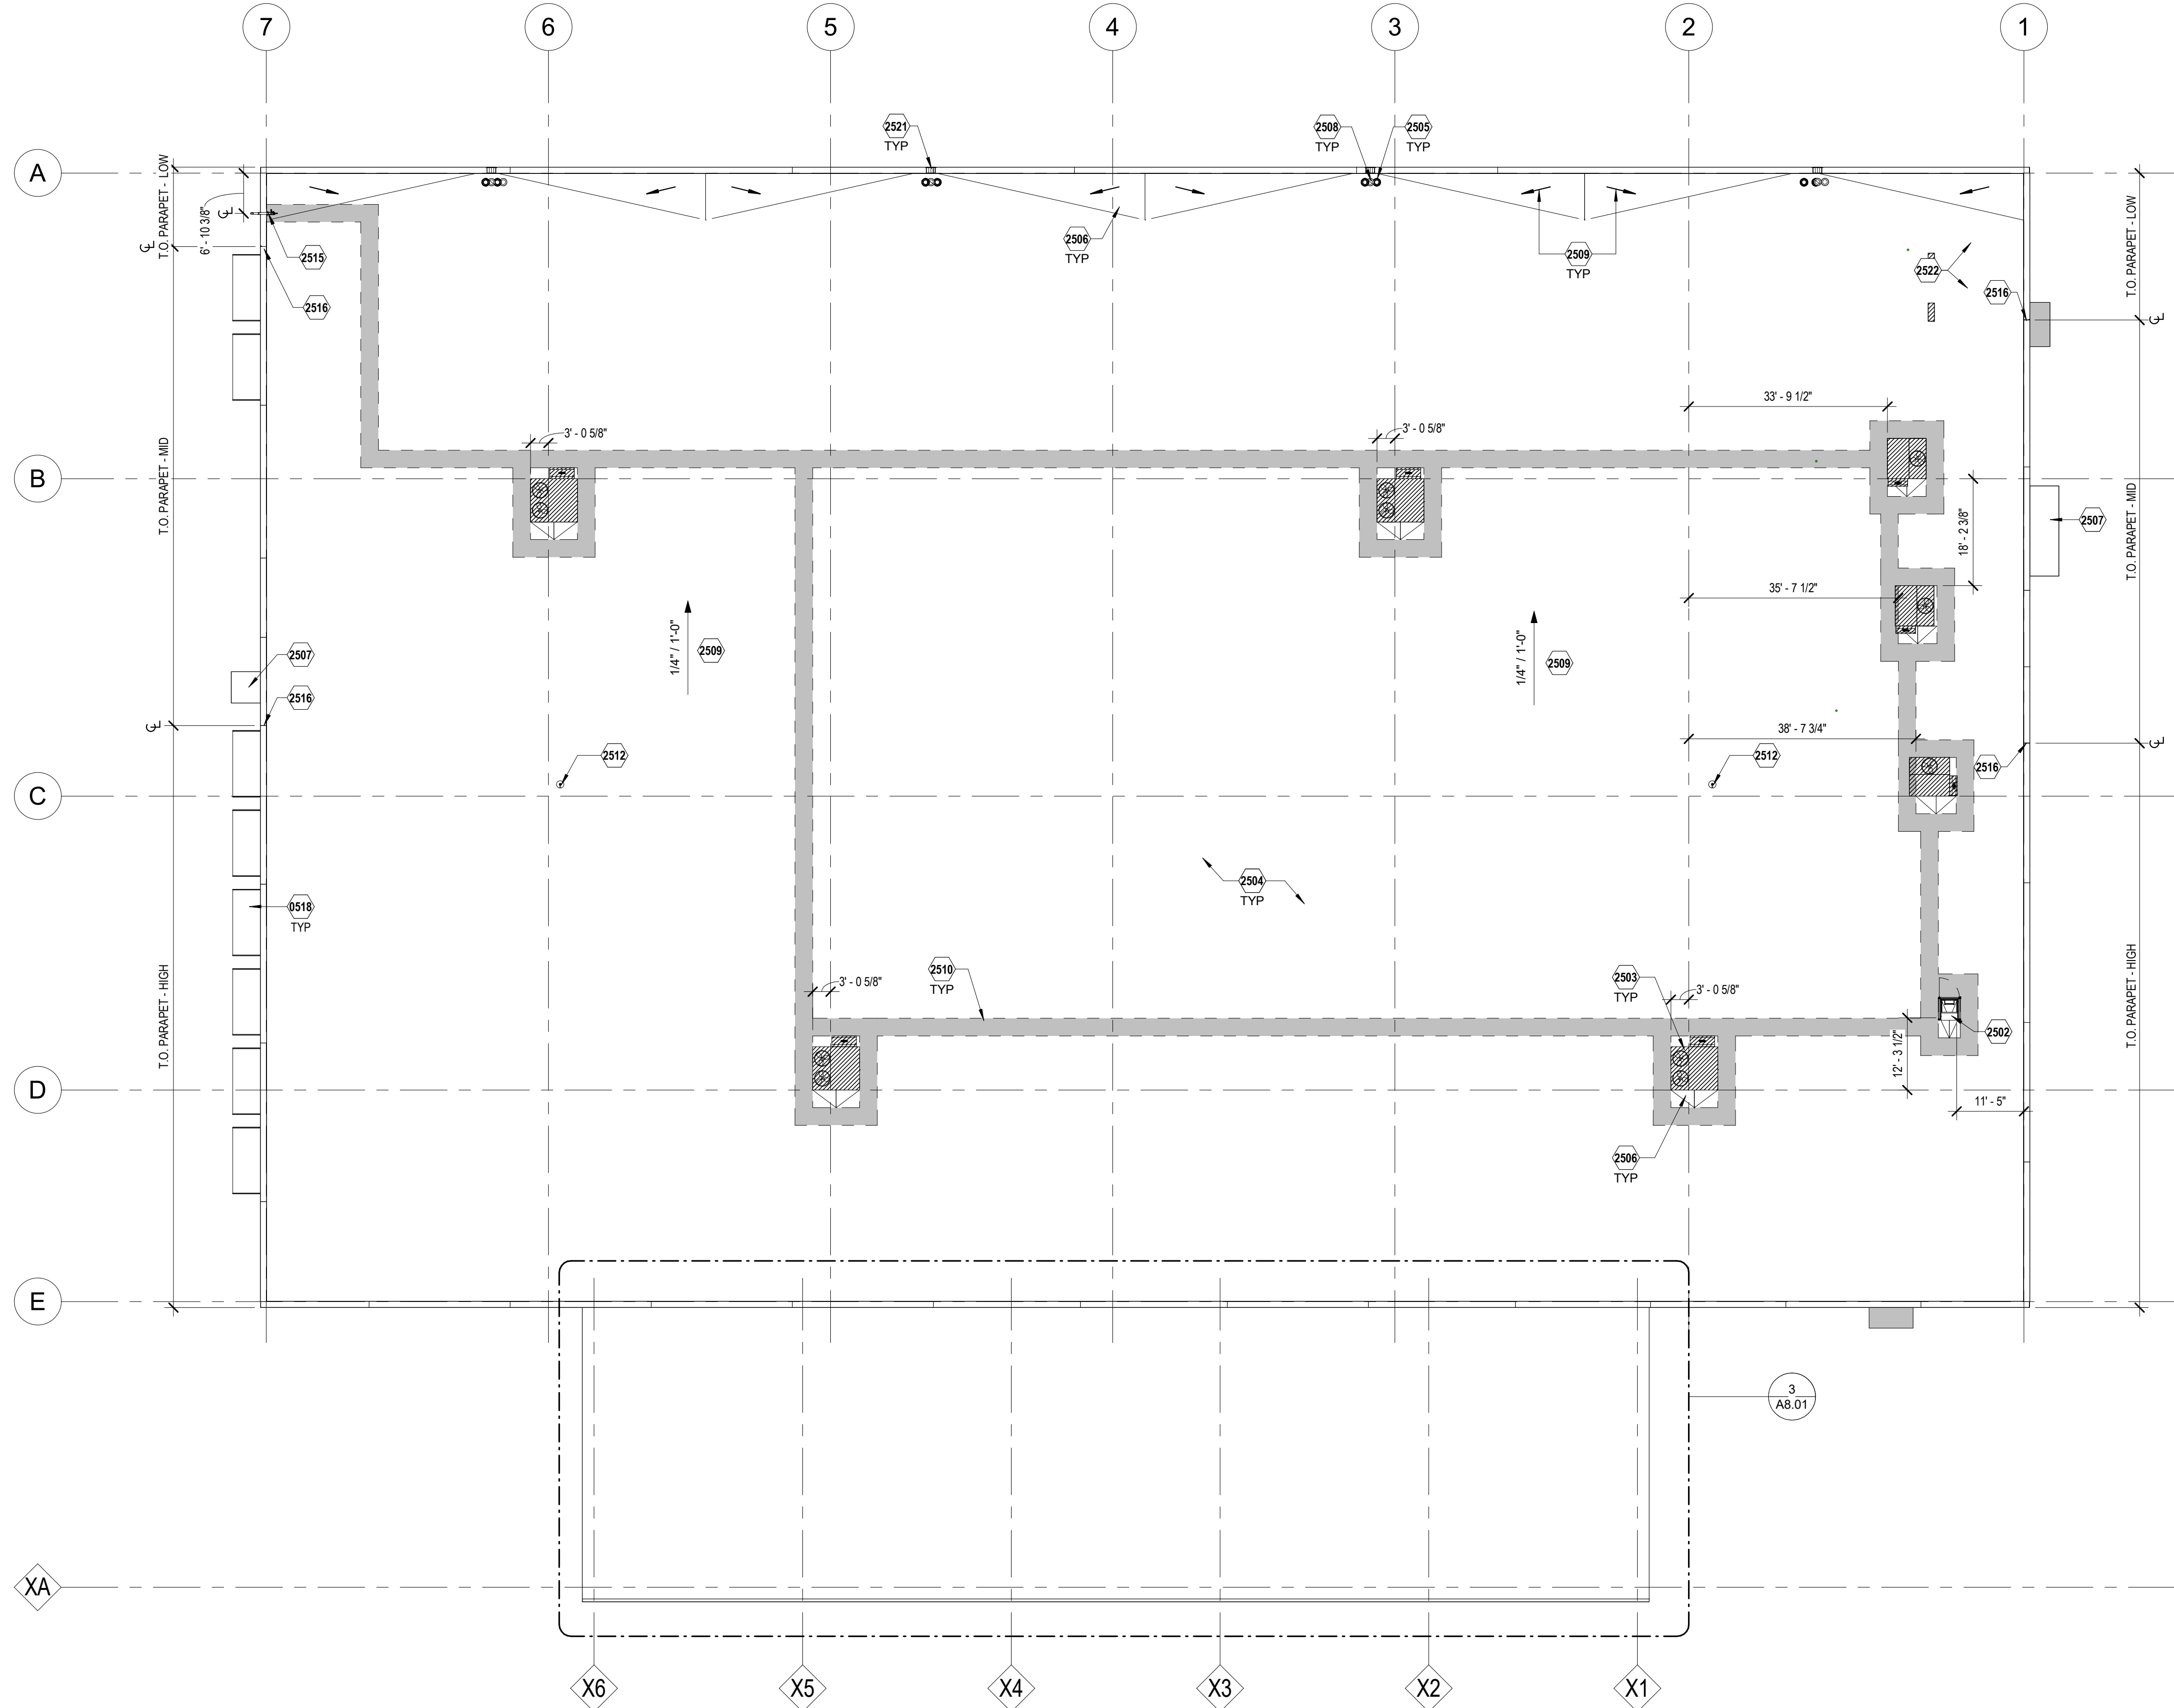 7
6
5
4
3
2
1
A
B
C
D
E
XA
X6
X5
X4
X3
X2
X1
2521
TYP
2508
TYP
2505
TYP
T.O. PARAPET - LOW
6' - 10 3/8"
CL
CL
2515
2516
2506
TYP
2509
TYP
2522
2516
T.O. PARAPET - LOW
CL
33' - 9 1/2"
3' - 0 5/8"
3' - 0 5/8"
T.O. PARAPET - MID
T.O. PARAPET - MID
2507
18' - 2 3/8"
35' - 7 1/2"
1/4" / 1'-0"
2509
1/4" / 1'-0"
2509
2507
2516
CL
38' - 7 3/4"
CL
2512
2512
2516
2504
TYP
0518
TYP
T.O. PARAPET - HIGH
T.O. PARAPET - HIGH
3' - 0 5/8"
2510
TYP
2503
TYP
3' - 0 5/8"
2502
12' - 3 1/2"
11' - 5"
2506
TYP
3
A8.01